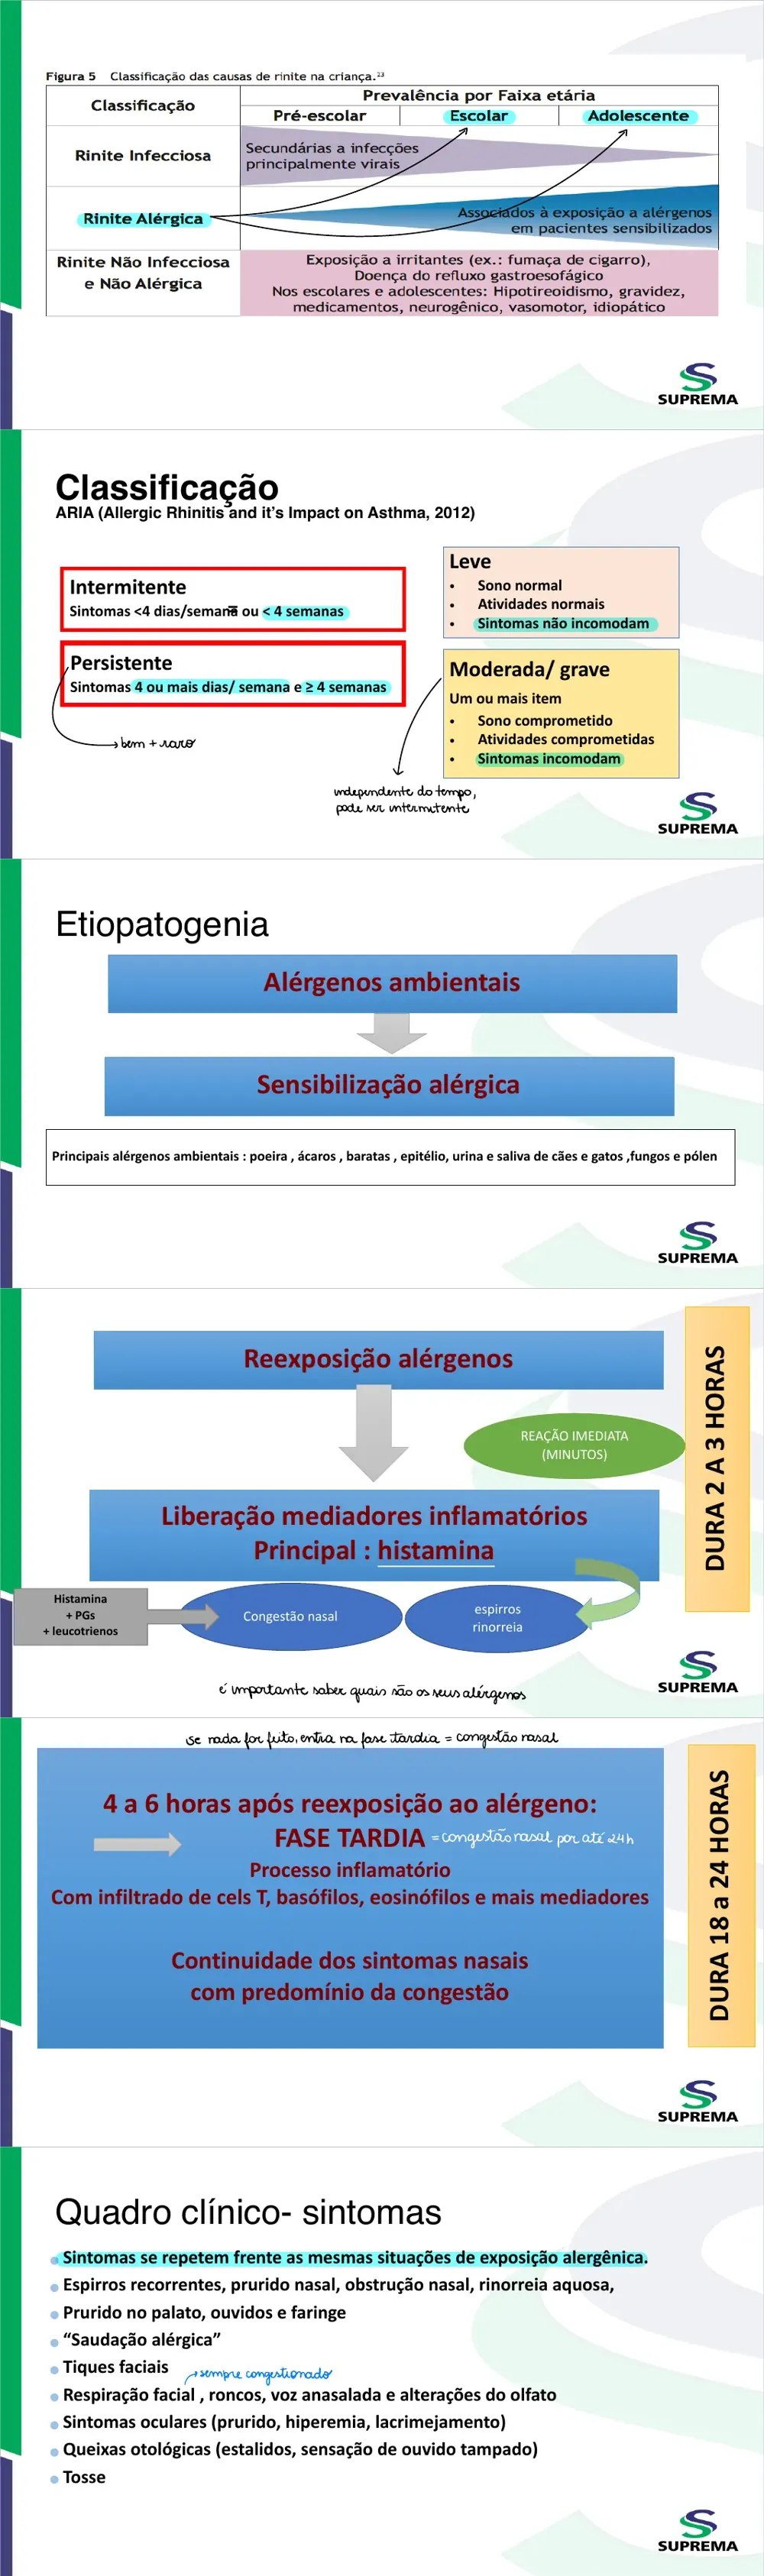 Figura 5 Classificação das causas de rinite na criança.²³
Classificação
Prevalência por Faixa etária
Pré-escolar Escolar Adolescente
Rinite Infecciosa
Secundárias a infecções
principalmente virais
Rinite Alérgica
Associados à exposição a alérgenos
em pacientes sensibilizados
Rinite Não Infecciosa
e Não Alérgica
Exposição a irritantes (ex.: fumaça de cigarro),
Doença do refluxo gastroesofágico
Nos escolares e adolescentes: Hipotireoidismo, gravidez,
medicamentos, neurogênico, vasomotor, idiopático
SUPREMA
Classificação
ARIA (Allergic Rhinitis and it's Impact on Asthma, 2012)
Intermitente
Sintomas <4 dias/semana ou < 4 semanas
Persistente
Sintomas 4 ou mais dias/ semana e ≥ 4 semanas
bem + raro
Leve
• Sono normal
• Atividades normais
• Sintomas não incomodam
Moderada/ grave
Um ou mais item
• Sono comprometido
• Atividades comprometidas
• Sintomas incomodam
independente do tempo,
pode ser intermitente
SUPREMA
Etiopatogenia
Alérgenos ambientais
Sensibilização alérgica
Principais alérgenos ambientais : poeira , ácaros , baratas , epitélio, urina e saliva de cães e gatos ,fungos e pólen
SUPREMA
Reexposição alérgenos
REAÇÃO IMEDIATA
(MINUTOS)
DURA 2 A 3 HORAS
Liberação mediadores inflamatórios
Principal : histamina
Histamina
+ PGs
+ leucotrienos
Congestão nasal
espirros
rinorreia
é importante saber quais são os seus alérgenos
SUPREMA
se nada for feito, entra na fase tardia = congestão nasal
4 a 6 horas após reexposição ao alérgeno:
FASE TARDIA = congestão nasal por até 24h
Processo inflamatório
Com infiltrado de cels T, basófilos, eosinófilos e mais mediadores
Continuidade dos sintomas nasais
com predomínio da congestão
DURA 18 a 24 HORAS
SUPREMA
Quadro clínico- sintomas
Sintomas se repetem frente as mesmas situações de exposição alergênica.
Espirros recorrentes, prurido nasal, obstrução nasal, rinorreia aquosa,
Prurido no palato, ouvidos e faringe
“Saudação alérgica”
Tiques faciais
sempre congestionado
Respiração facial , roncos, voz anasalada e alterações do olfato
Sintomas oculares (prurido, hiperemia, lacrimejamento)
Queixas otológicas (estalidos, sensação de ouvido tampado)
Tosse
SUPREMA